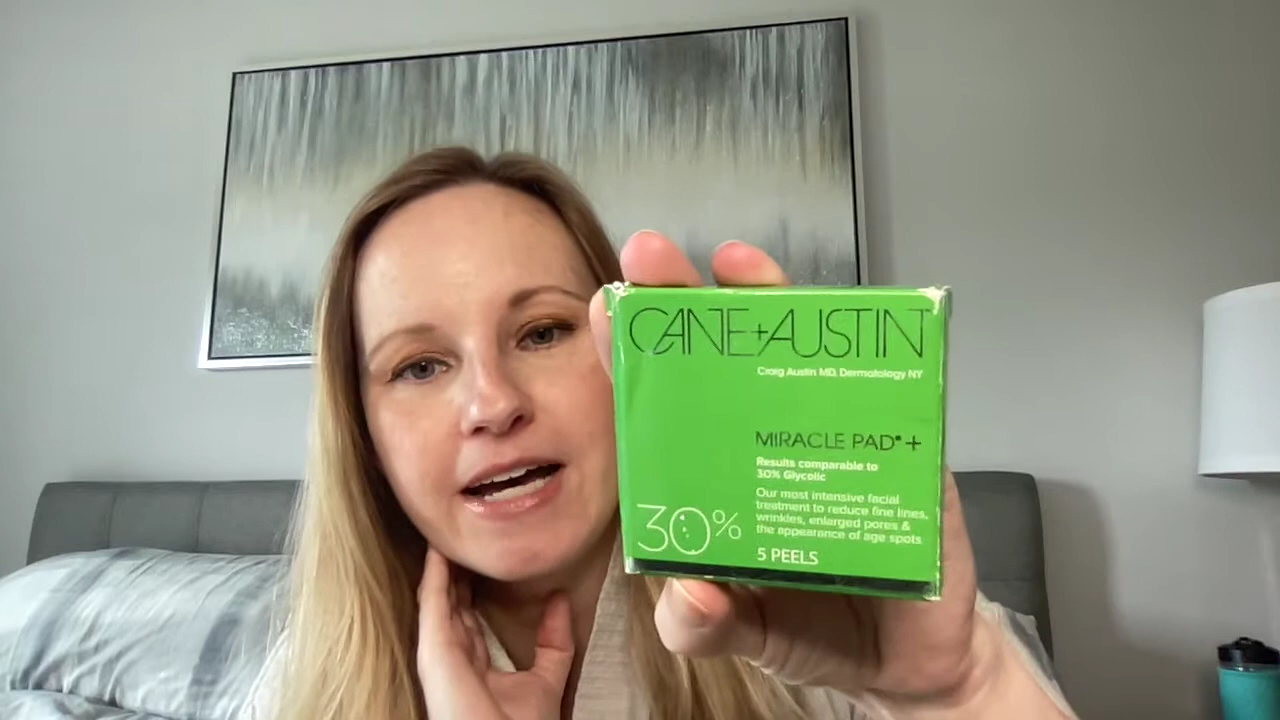 CANE+AUSTIN
Craig Austin MD, Dermatology NY
MIRACLE PAD®+
Results comparable to
30% Glycolic
Our most intensive facial
treatment to reduce fine lines,
wrinkles, enlarged pores &
the appearance of age spots
30%
5 PEELS